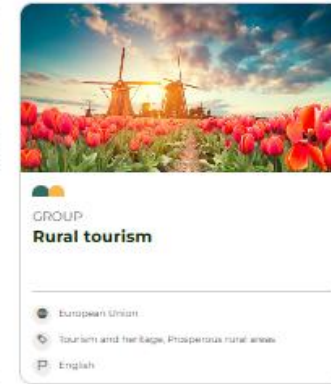 GROUP
Rural tourism
European Union
Tourism and heritage, Prosperous rural areas
English